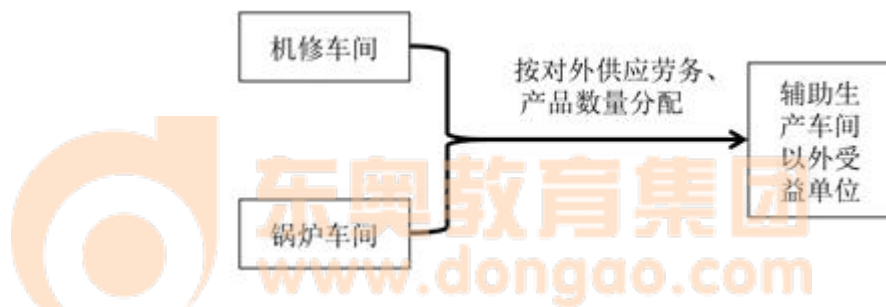 机修车间
按对外供应劳务、
产品数量分配
辅助生
产车间
以外受
益单位
锅炉车间
东奥教育集团
www.dongao.com